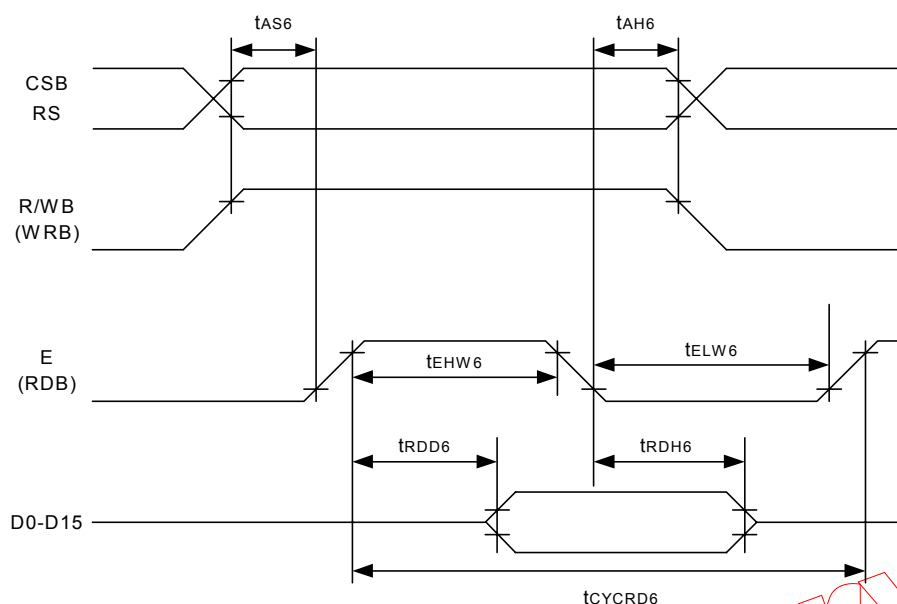 tAS6
tAH6
CSB
RS
R/WB
(WRB)
E
(RDB)
tEHW6
tELW6
tRDD6
tRDH6
D0-D15
tCYCRD6